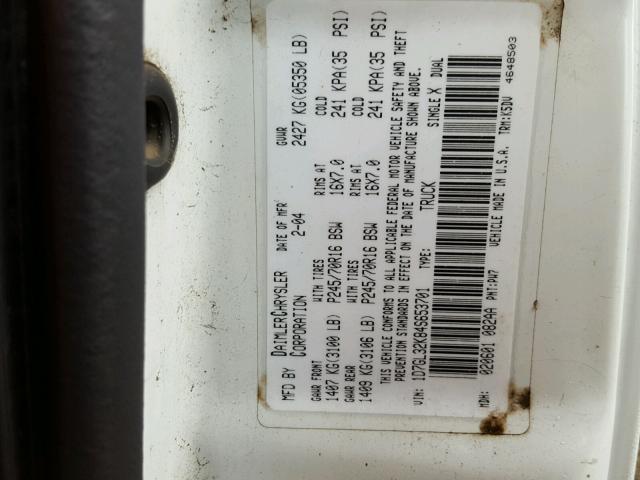 MFD BY DAIMLERCHRYSLER CORPORATION DATE OF MFR 2-04 GVWR 2427 KG(05350 LB)
GAWR FRONT WITH TIRES RIMS AT COLD
1407 KG(3100 LB) P245/70R16 BSW 16X7.0 241 KPA(35 PSI)
GAWR REAR WITH TIRES RIMS AT COLD
1409 KG(3106 LB) P245/70R16 BSW 16X7.0 241 KPA(35 PSI)
THIS VEHICLE CONFORMS TO ALL APPLICABLE FEDERAL MOTOR VEHICLE SAFETY AND THEFT
PREVENTION STANDARDS IN EFFECT ON THE DATE OF MANUFACTURE SHOWN ABOVE.
VIN: 1D7GL32K84S653701 TYPE: TRUCK SINGLE X DUAL
MDH: 020601 082AA PNT:PW7 VEHICLE MADE IN U.S.A. TRM:K5DV
4648503